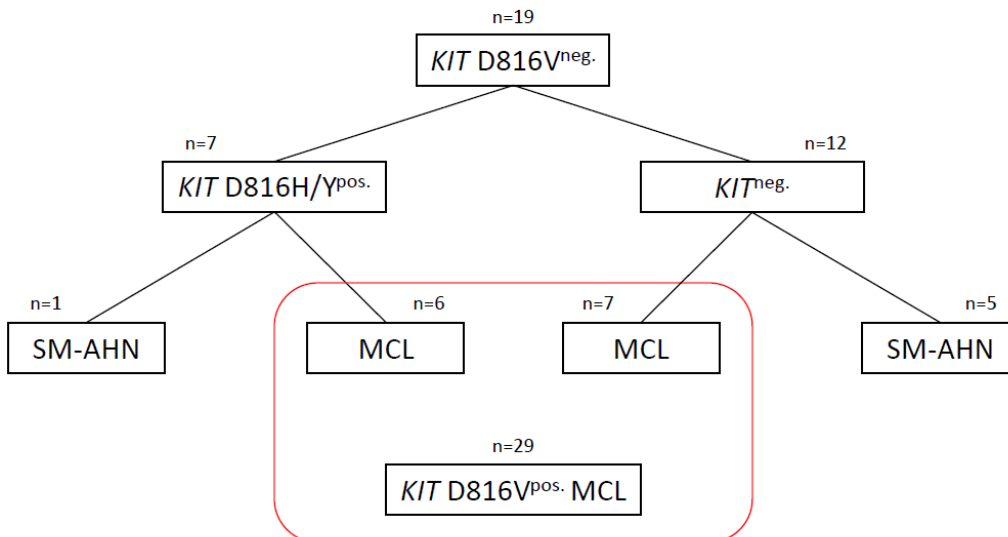 n=19
KIT D816Vneg.
n=7
n=12
KIT D816H/Ypos.
KITneg.
n=1
n=6
n=7
n=5
SM-AHN
MCL
MCL
SM-AHN
n=29
KIT D816Vpos. MCL